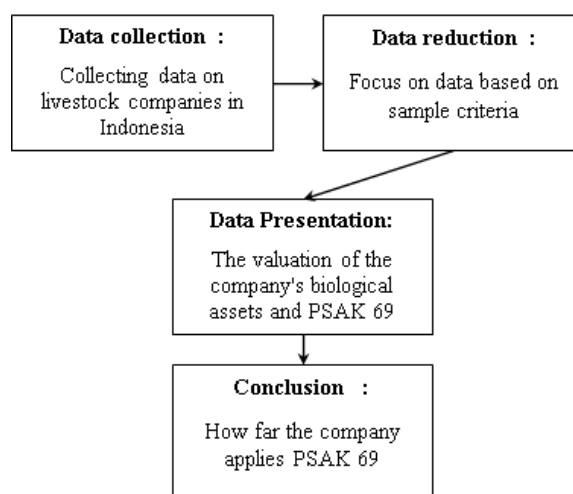 Data collection :
Collecting data on
livestock companies in
Indonesia
Data reduction :
Focus on data based on
sample criteria
Data Presentation:
The valuation of the
company's biological
assets and PSAK 69
Conclusion :
How far the company
applies PSAK 69